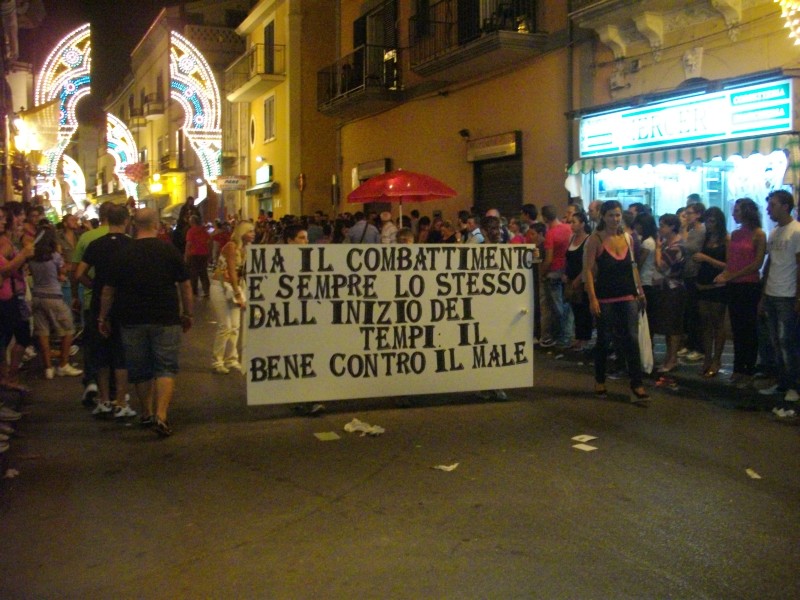 MA IL COMBATTIMENTO
E' SEMPRE LO STESSO
DALL' INIZIO DEI
TEMPI: IL
BENE CONTRO IL MALE